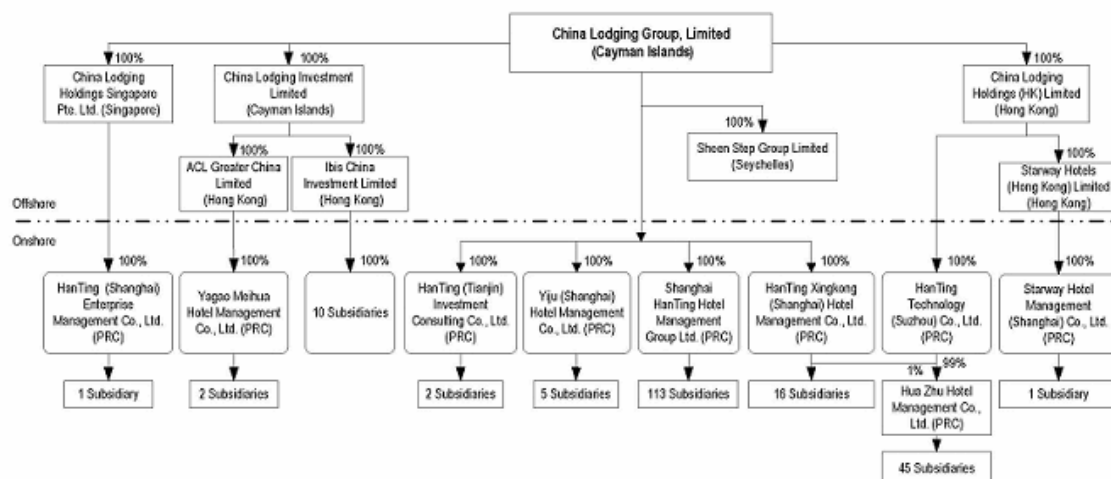 China Lodging Group, Limited
(Cayman Islands)
100%
100%
100%
China Lodging
Holdings Singapore
Pte. Ltd. (Singapore)
China Lodging Investment
Limited
(Cayman Islands)
China Lodging
Holdings (HK) Limited
(Hong Kong)
100%
Sheen Step Group Limited
(Seychelles)
100%
100%
100%
ACL Greater China
Limited
(Hong Kong)
Ibis China
Investment Limited
(Hong Kong)
Starway Hotels
(Hong Kong) Limited
(Hong Kong)
Offshore
Onshore
100%
100%
100%
100%
100%
100%
100%
100%
100%
HanTing (Shanghai)
Enterprise
Management Co., Ltd.
(PRC)
Yagao Meihua
Hotel Management
Co., Ltd. (PRC)
10 Subsidiaries
HanTing (Tianjin)
Investment
Consulting Co., Ltd.
(PRC)
Yiju (Shanghai)
Hotel Management
Co., Ltd. (PRC)
Shanghai
HanTing Hotel
Management
Group Ltd. (PRC)
HanTing Xingkong
(Shanghai) Hotel
Management Co., Ltd.
(PRC)
HanTing
Technology
(Suzhou) Co., Ltd.
(PRC)
Starway Hotel
Management
(Shanghai) Co., Ltd.
(PRC)
1%
99%
1 Subsidiary
2 Subsidiaries
2 Subsidiaries
5 Subsidiaries
113 Subsidiaries
16 Subsidiaries
Hua Zhu Hotel
Management Co.,
Ltd. (PRC)
1 Subsidiary
45 Subsidiaries